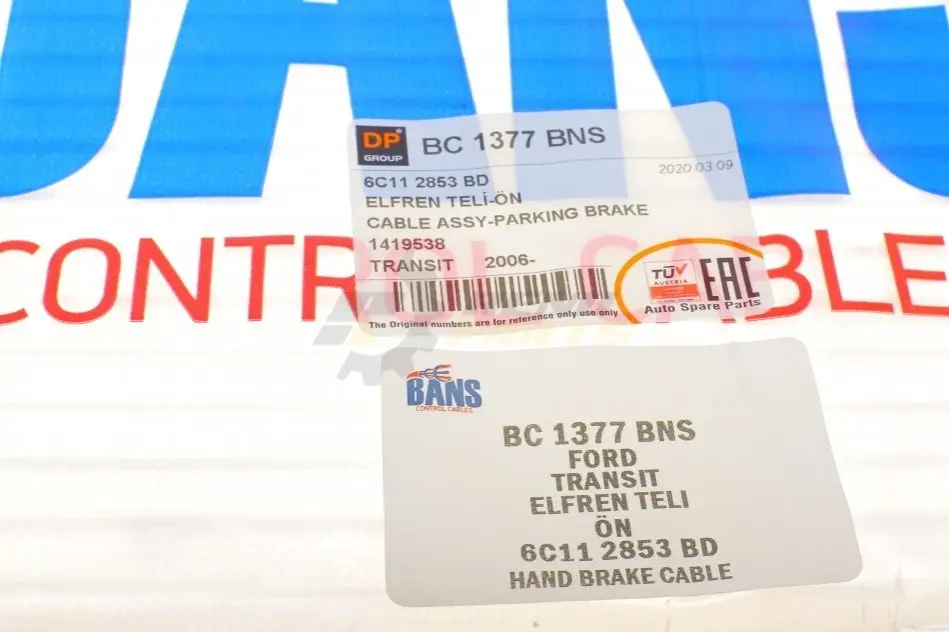 BANS
CONTROL CABLE
DP
GROUP
BC 1377 BNS
2020 03 09
6C11 2853 BD
ELFREN TELİ-ÖN
CABLE ASSY-PARKING BRAKE
1419538
TRANSIT 2006-
The Original numbers are for reference only use only
TÜV
AUSTRIA
EAC
Auto Spare Parts
BANS
CONTROL CABLES
BC 1377 BNS
FORD
TRANSIT
ELFREN TELI
ÖN
6C11 2853 BD
HAND BRAKE CABLE